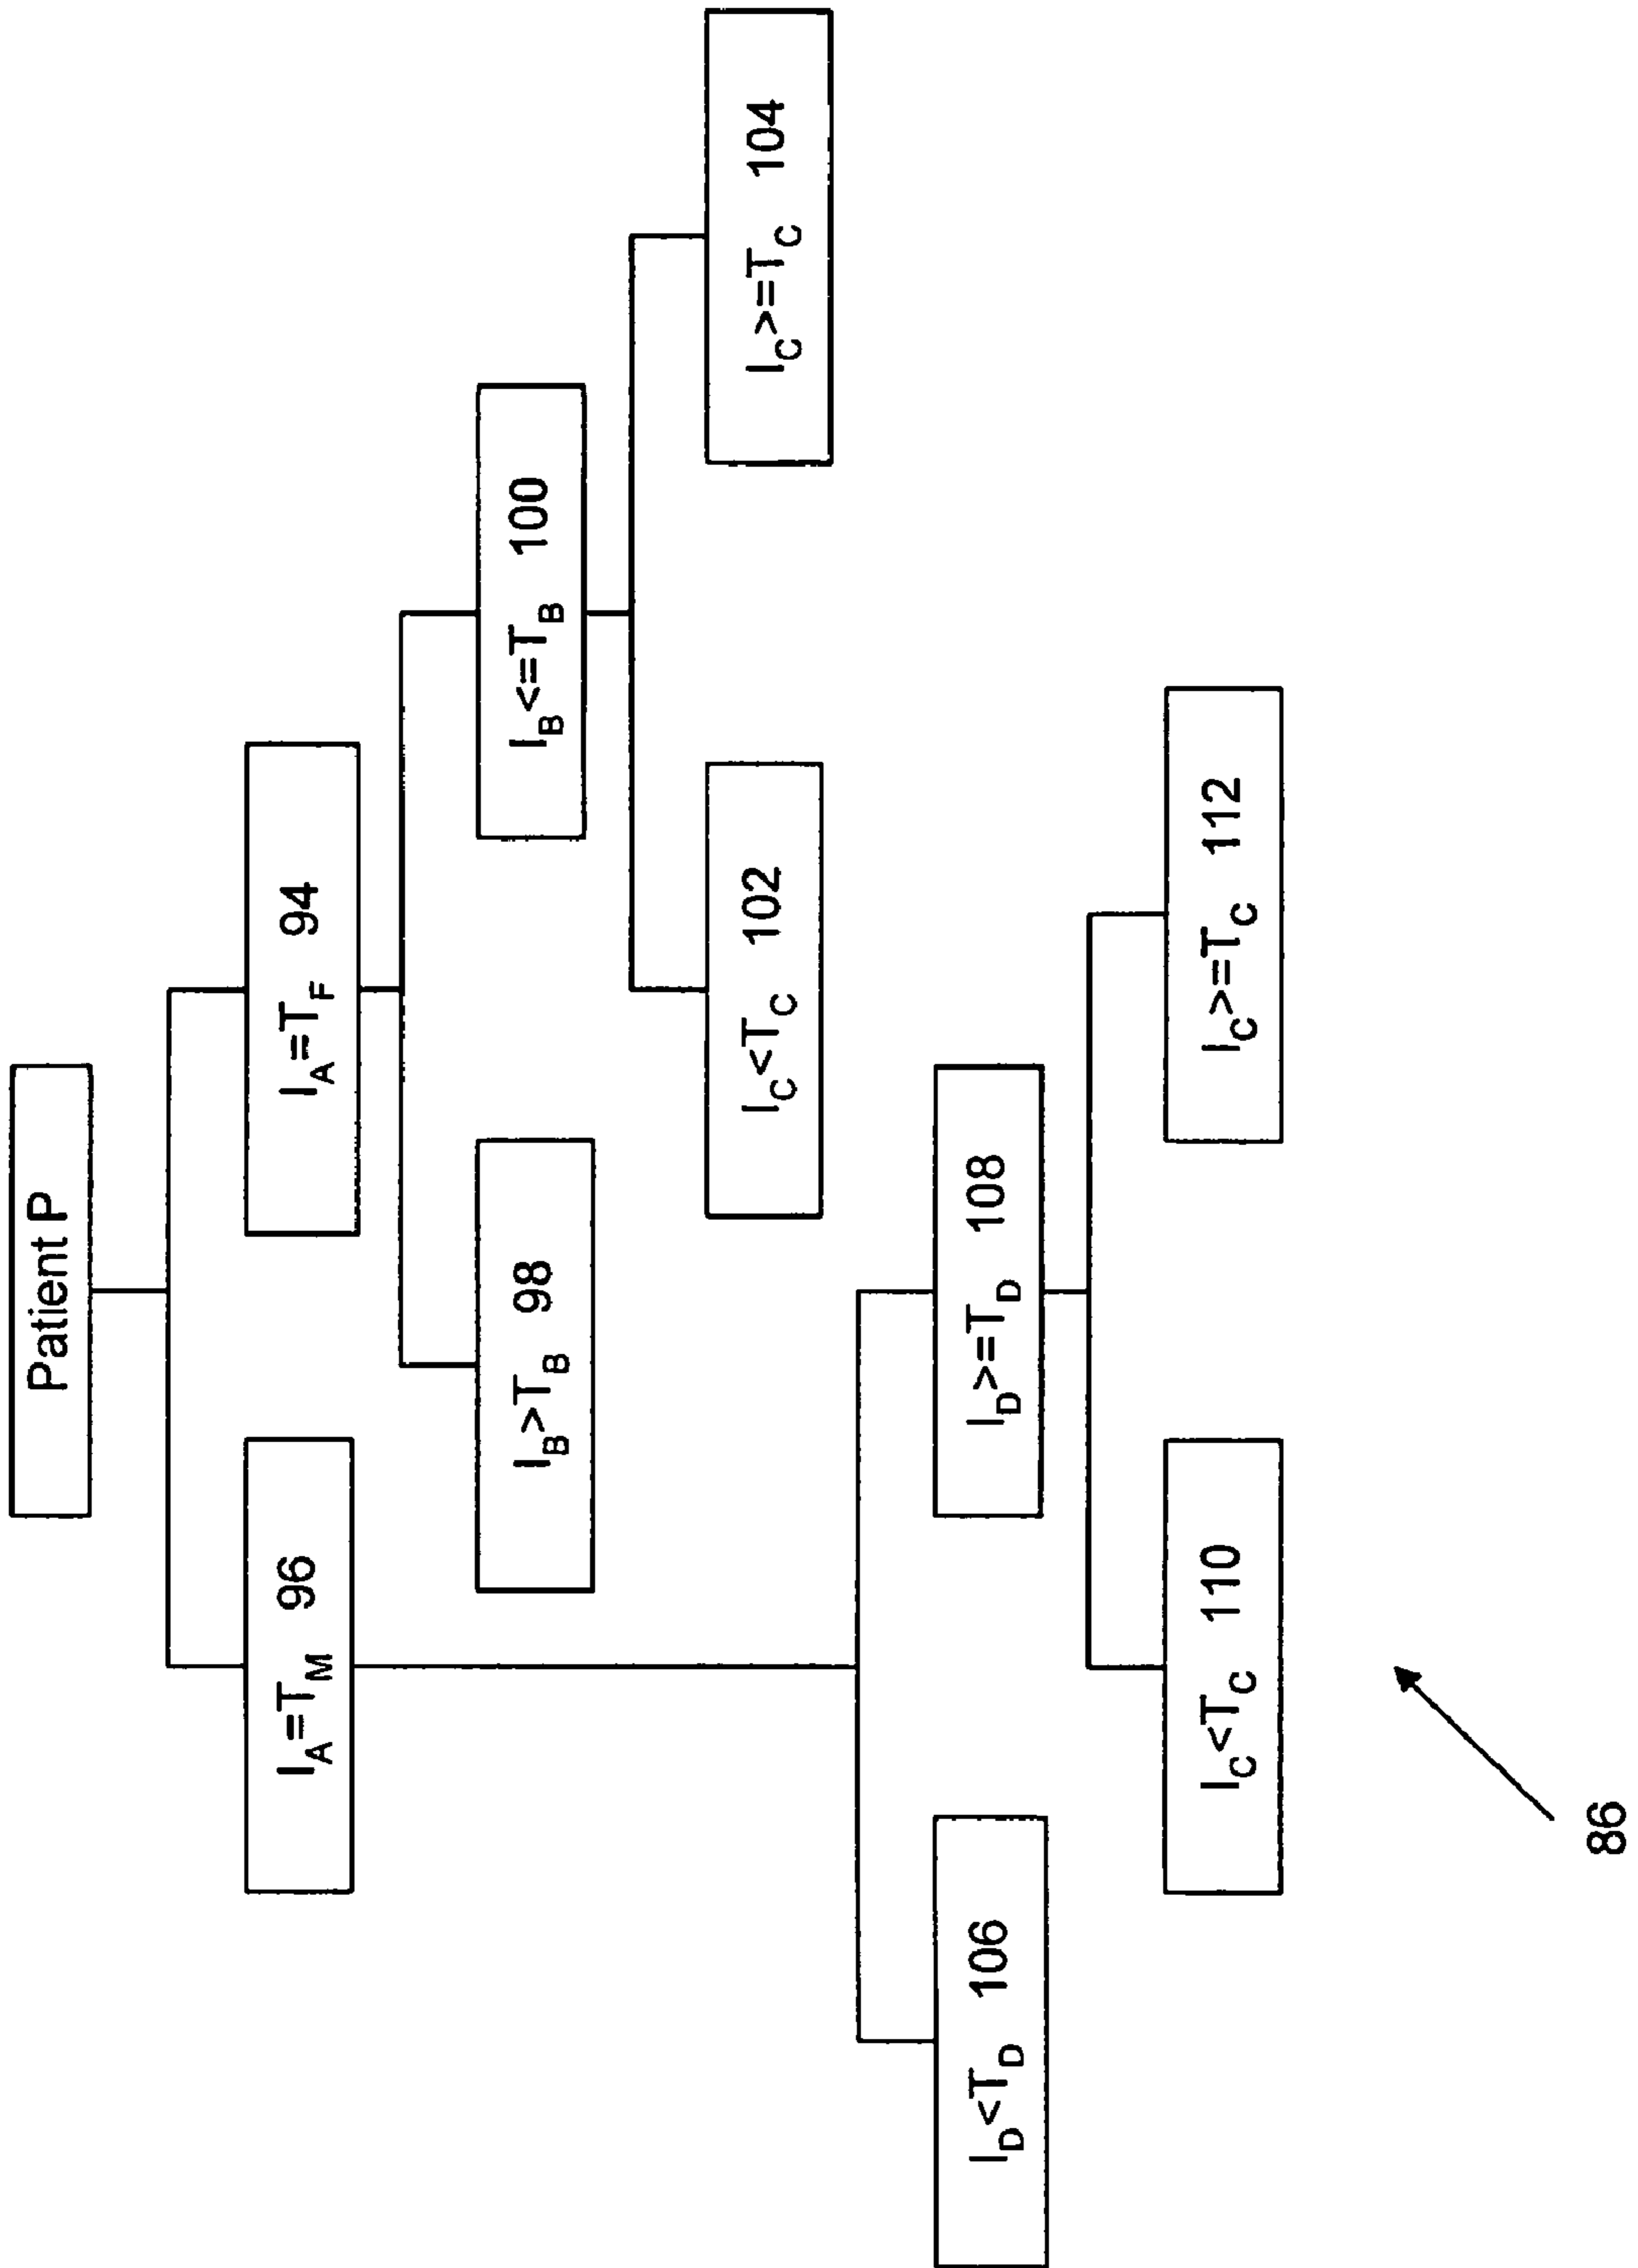 Patient P
I_A=T_M 96
I_A=T_F 94
I_B>T_B 98
I_B<=T_B 100
I_C<T_C 102
I_C>=T_C 104
I_D<T_D 106
I_D>=T_D 108
I_C<T_C 110
I_C>=T_C 112
86